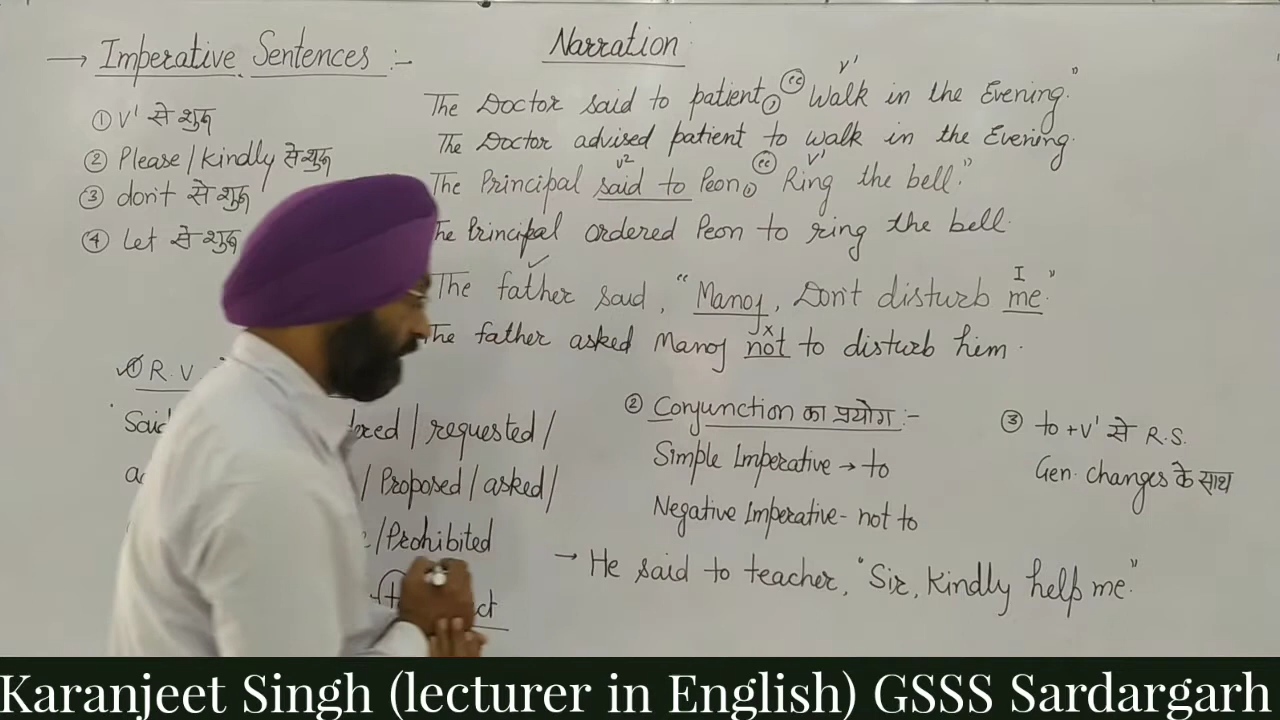 → Imperative Sentences :-
Narration
① V' से शुरू
② Please/kindly से शुरू
③ don't से शुरू
④ Let से शुरू
V'
The Doctor said to patient, "Walk in the Evening."
The Doctor advised patient to walk in the Evening.
V² V'
The Principal said to Peon, "Ring the bell."
The Principal ordered Peon to ring the bell.
I
The father said, "Manoj, Don't disturb me."
The father asked Manoj not to disturb him.
① R.V
Said
requested/
/Proposed/asked/
/Prohibited
② Conjunction का प्रयोग :-
Simple Imperative → to
Negative Imperative - not to
③ to+V' से R.S.
Gen. Changes के साथ
→ He said to teacher, "Sir, Kindly help me."
Karanjeet Singh (lecturer in English) GSSS Sardargarh